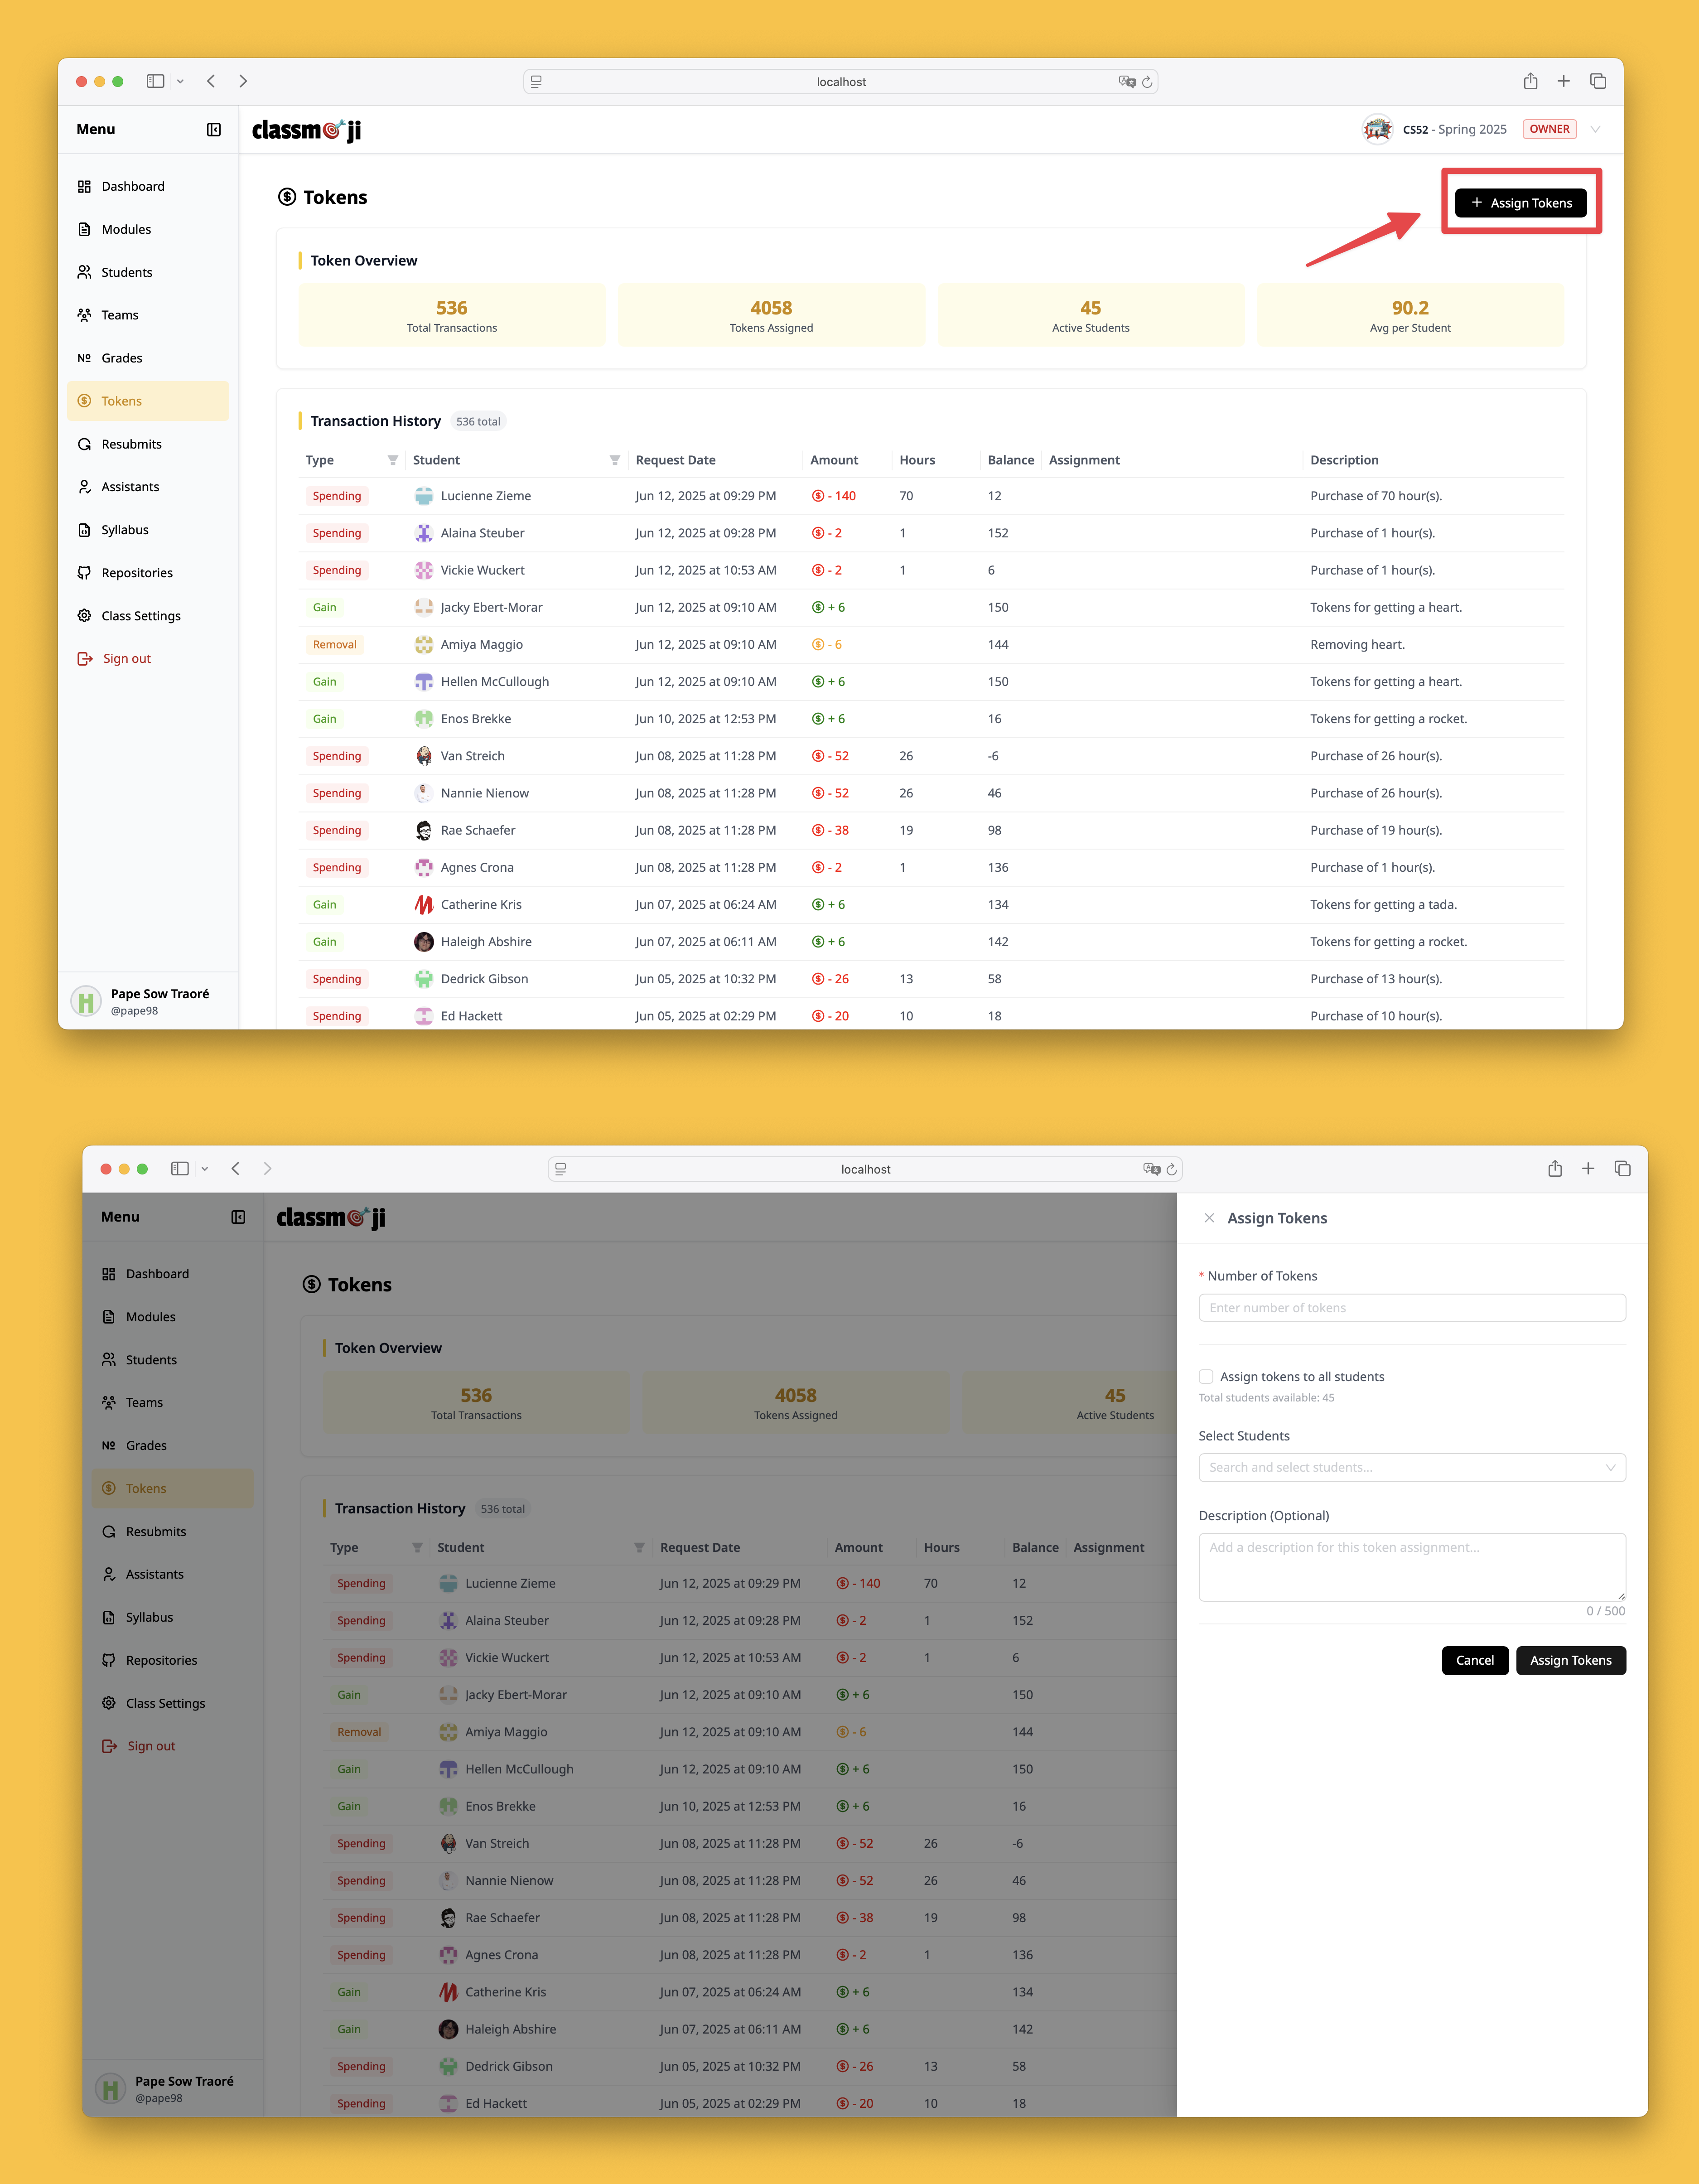 localhost
Menu
classmoji
CS52 - Spring 2025 OWNER
Dashboard
Modules
Students
Teams
Grades
Tokens
Resubmits
Assistants
Syllabus
Repositories
Class Settings
Sign out
Pape Sow Traoré
@pape98
Tokens
+ Assign Tokens
Token Overview
536 4058 45 90.2
Total Transactions Tokens Assigned Active Students Avg per Student
Transaction History 536 total
Type Student Request Date Amount Hours Balance Assignment Description
Spending Lucienne Zieme Jun 12, 2025 at 09:29 PM - 140 70 12 Purchase of 70 hour(s).
Spending Alaina Steuber Jun 12, 2025 at 09:28 PM - 2 1 152 Purchase of 1 hour(s).
Spending Vickie Wuckert Jun 12, 2025 at 10:53 AM - 2 1 6 Purchase of 1 hour(s).
Gain Jacky Ebert-Morar Jun 12, 2025 at 09:10 AM + 6 150 Tokens for getting a heart.
Removal Amiya Maggio Jun 12, 2025 at 09:10 AM - 6 144 Removing heart.
Gain Hellen McCullough Jun 12, 2025 at 09:10 AM + 6 150 Tokens for getting a heart.
Gain Enos Brekke Jun 10, 2025 at 12:53 PM + 6 16 Tokens for getting a rocket.
Spending Van Streich Jun 08, 2025 at 11:28 PM - 52 26 -6 Purchase of 26 hour(s).
Spending Nannie Nienow Jun 08, 2025 at 11:28 PM - 52 26 46 Purchase of 26 hour(s).
Spending Rae Schaefer Jun 08, 2025 at 11:28 PM - 38 19 98 Purchase of 19 hour(s).
Spending Agnes Crona Jun 08, 2025 at 11:28 PM - 2 1 136 Purchase of 1 hour(s).
Gain Catherine Kris Jun 07, 2025 at 06:24 AM + 6 134 Tokens for getting a tada.
Gain Haleigh Abshire Jun 07, 2025 at 06:11 AM + 6 142 Tokens for getting a rocket.
Spending Dedrick Gibson Jun 05, 2025 at 10:32 PM - 26 13 58 Purchase of 13 hour(s).
Spending Ed Hackett Jun 05, 2025 at 02:29 PM - 20 10 18 Purchase of 10 hour(s).
localhost
Menu
classmoji
Dashboard
Modules
Students
Teams
Grades
Tokens
Resubmits
Assistants
Syllabus
Repositories
Class Settings
Sign out
Pape Sow Traoré
@pape98
Tokens
Token Overview
536 4058 45
Total Transactions Tokens Assigned Active Students
Transaction History 536 total
Type Student Request Date Amount Hours Balance Assignment
Spending Lucienne Zieme Jun 12, 2025 at 09:29 PM - 140 70 12
Spending Alaina Steuber Jun 12, 2025 at 09:28 PM - 2 1 152
Spending Vickie Wuckert Jun 12, 2025 at 10:53 AM - 2 1 6
Gain Jacky Ebert-Morar Jun 12, 2025 at 09:10 AM + 6 150
Removal Amiya Maggio Jun 12, 2025 at 09:10 AM - 6 144
Gain Hellen McCullough Jun 12, 2025 at 09:10 AM + 6 150
Gain Enos Brekke Jun 10, 2025 at 12:53 PM + 6 16
Spending Van Streich Jun 08, 2025 at 11:28 PM - 52 26 -6
Spending Nannie Nienow Jun 08, 2025 at 11:28 PM - 52 26 46
Spending Rae Schaefer Jun 08, 2025 at 11:28 PM - 38 19 98
Spending Agnes Crona Jun 08, 2025 at 11:28 PM - 2 1 136
Gain Catherine Kris Jun 07, 2025 at 06:24 AM + 6 134
Gain Haleigh Abshire Jun 07, 2025 at 06:11 AM + 6 142
Spending Dedrick Gibson Jun 05, 2025 at 10:32 PM - 26 13 58
Spending Ed Hackett Jun 05, 2025 at 02:29 PM - 20 10 18
Assign Tokens
* Number of Tokens
Enter number of tokens
Assign tokens to all students
Total students available: 45
Select Students
Search and select students...
Description (Optional)
Add a description for this token assignment...
0 / 500
Cancel Assign Tokens